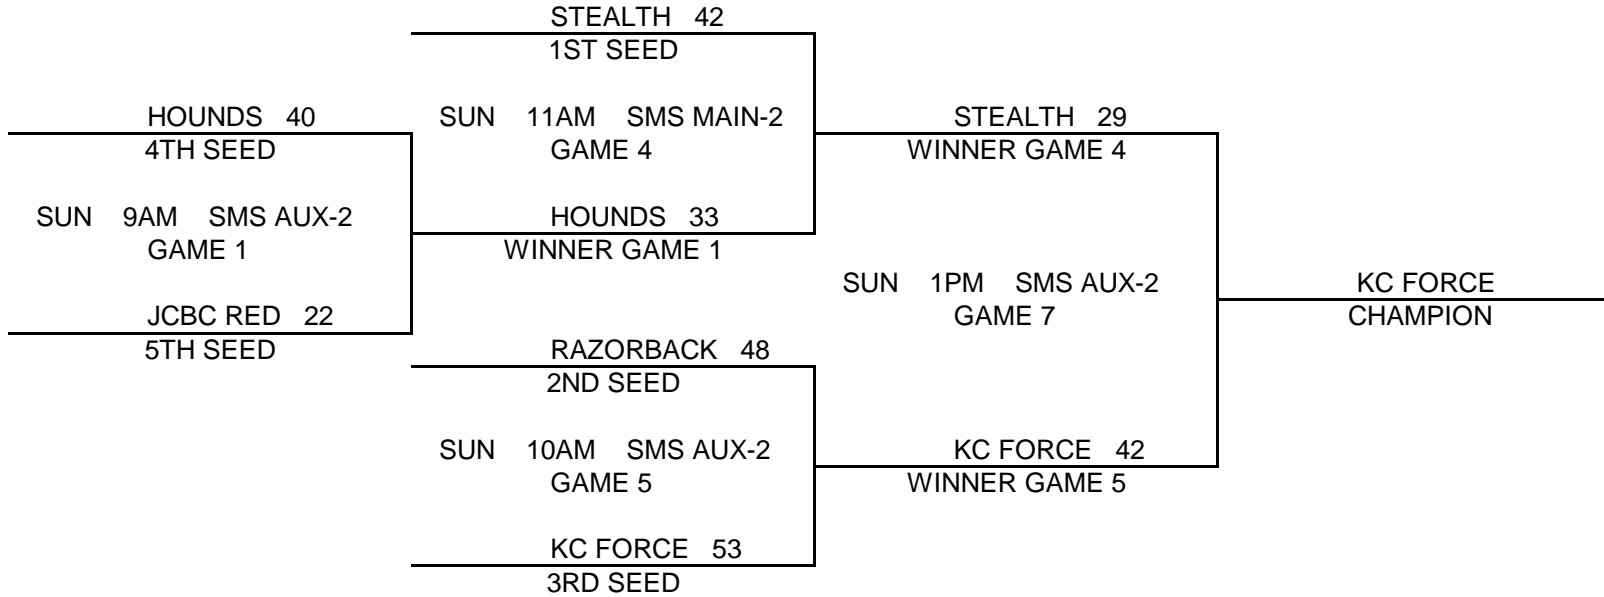 STEALTH 42
1ST SEED
HOUNDS 40
4TH SEED
SUN 11AM SMS MAIN-2
GAME 4
STEALTH 29
WINNER GAME 4
SUN 9AM SMS AUX-2
GAME 1
HOUNDS 33
WINNER GAME 1
SUN 1PM SMS AUX-2
GAME 7
KC FORCE
CHAMPION
JCBC RED 22
5TH SEED
RAZORBACK 48
2ND SEED
SUN 10AM SMS AUX-2
GAME 5
KC FORCE 42
WINNER GAME 5
KC FORCE 53
3RD SEED